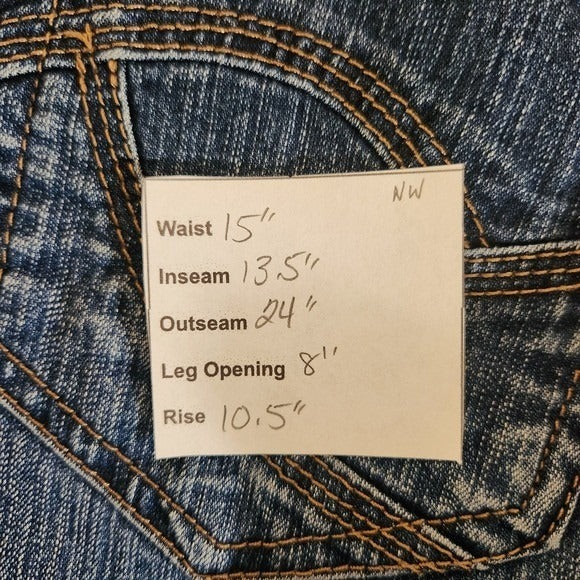 NW
Waist 15"
Inseam 13.5"
Outseam 24"
Leg Opening 8"
Rise 10.5"